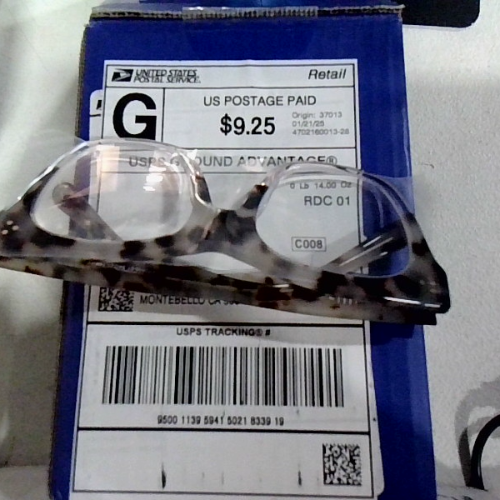 UNITED STATES
POSTAL SERVICE®
Retail
G
US POSTAGE PAID
$9.25
Origin: 37013
01/21/25
4702160013-28
USPS GROUND ADVANTAGE®
0 Lb 14.00 Oz
RDC 01
C008
MONTEBELLO CA
USPS TRACKING® #
9500 1139 5941 5021 8339 19